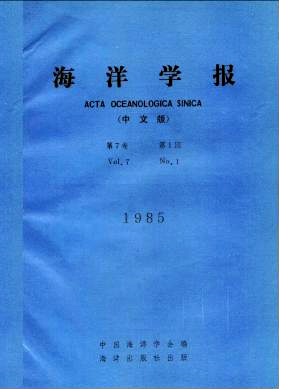 海洋学报
ACTA OCEANOLOGICA SINICA
(中文版)
第7卷 第1期
Vol.7 No.1
1985
中国海洋学会编
海洋出版社出版